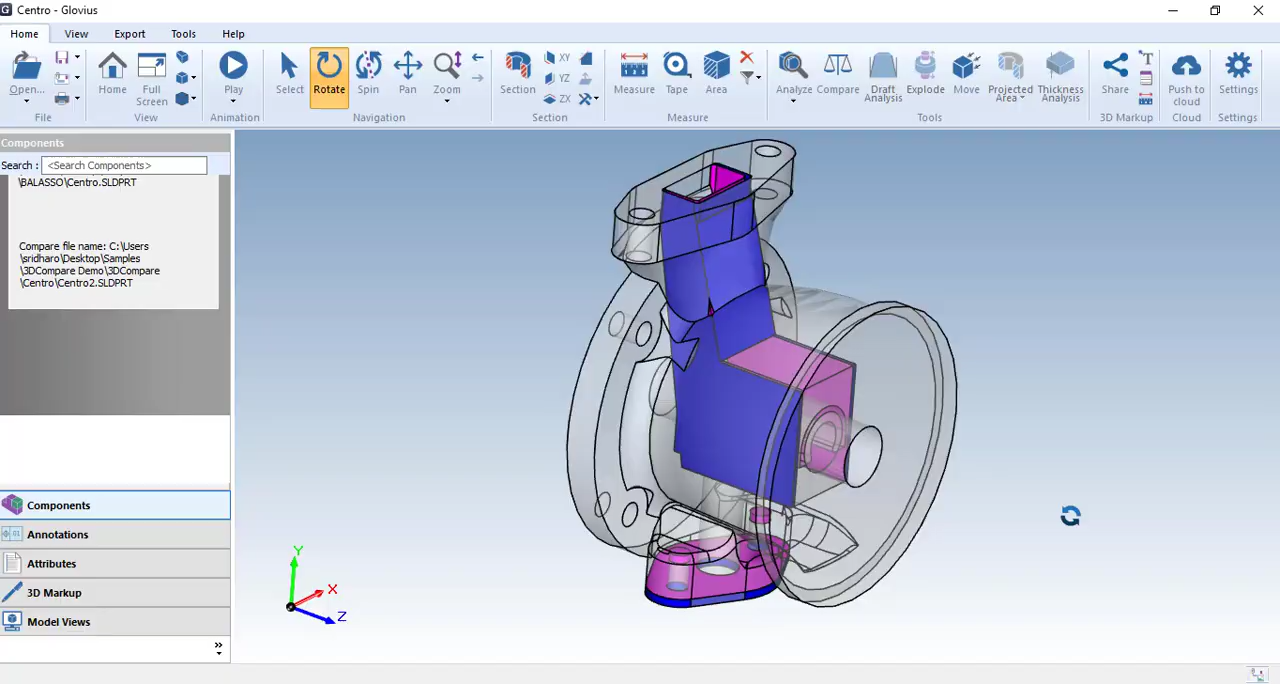 Centro - Glovius
Home View Export Tools Help
Open...
Home
Full
Screen
Play
Select
Rotate
Spin
Pan
Zoom
Section
XY
YZ
ZX
Measure
Tape
Area
Analyze
Compare
Draft
Analysis
Explode
Move
Projected
Area
Thickness
Analysis
Share
Push to
cloud
Settings
File
View
Animation
Navigation
Section
Measure
Tools
3D Markup
Cloud
Settings
Components
Search : <Search Components>
\BALASSO\Centro.SLDPRT
Compare file name: C:\Users
\sridharo\Desktop\Samples
\3DCompare Demo\3DCompare
\Centro\Centro2.SLDPRT
Components
Annotations
Attributes
3D Markup
Model Views
Y
X
Z